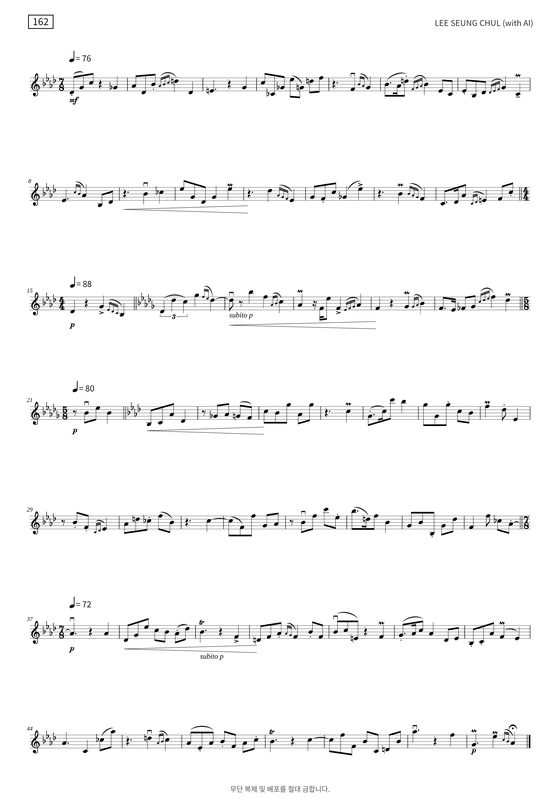 162
LEE SEUNG CHUL (with AI)
= 76
mf
8
15
= 88
p
3
subito p
21
= 80
p
29
37
= 72
p
subito p
44
p
무단 복제 및 배포를 절대 금합니다.